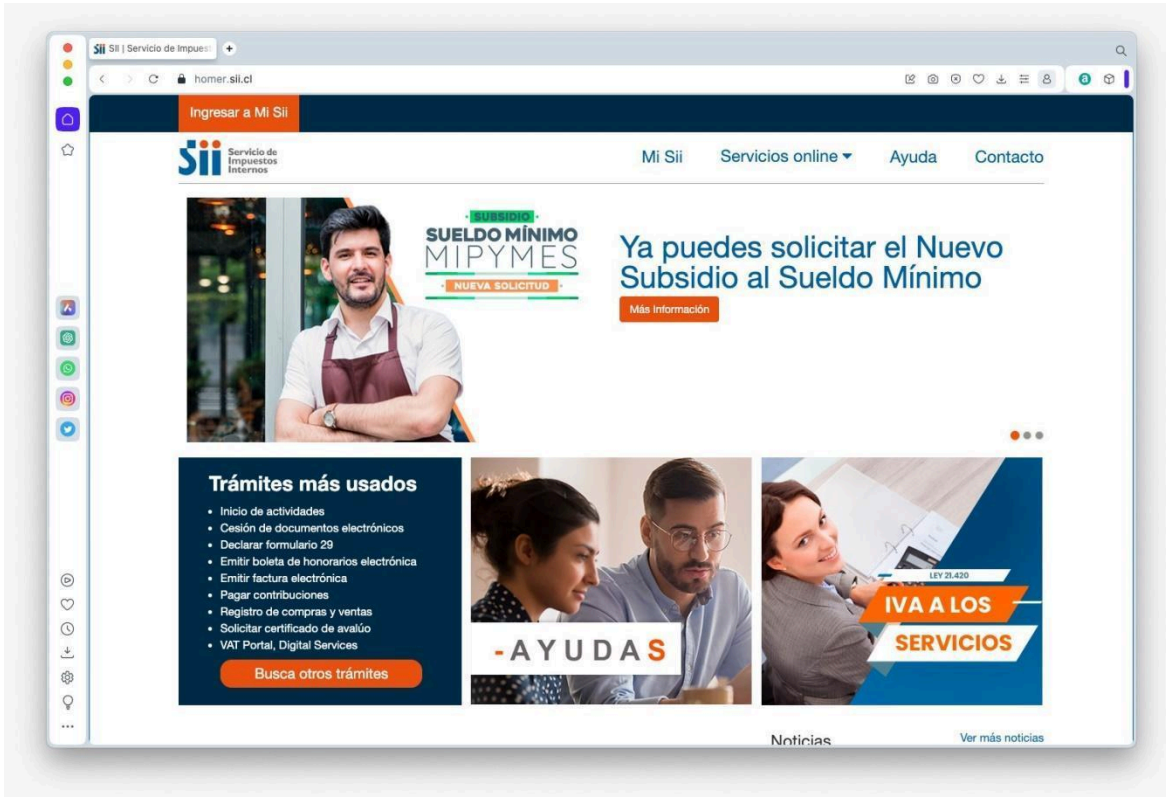 Sii SII | Servicio de Impuest
homer.sii.cl
Ingresar a Mi Sii
Sii Servicio de
Impuestos
Internos
Mi Sii Servicios online Ayuda Contacto
· SUBSIDIO ·
SUELDO MÍNIMO
MIPYMES
· NUEVA SOLICITUD ·
Ya puedes solicitar el Nuevo
Subsidio al Sueldo Mínimo
Más Información
Trámites más usados
• Inicio de actividades
• Cesión de documentos electrónicos
• Declarar formulario 29
• Emitir boleta de honorarios electrónica
• Emitir factura electrónica
• Pagar contribuciones
• Registro de compras y ventas
• Solicitar certificado de avalúo
• VAT Portal, Digital Services
Busca otros trámites
-AYUDAS
LEY 21.420
IVA A LOS
SERVICIOS
Noticias
Ver más noticias